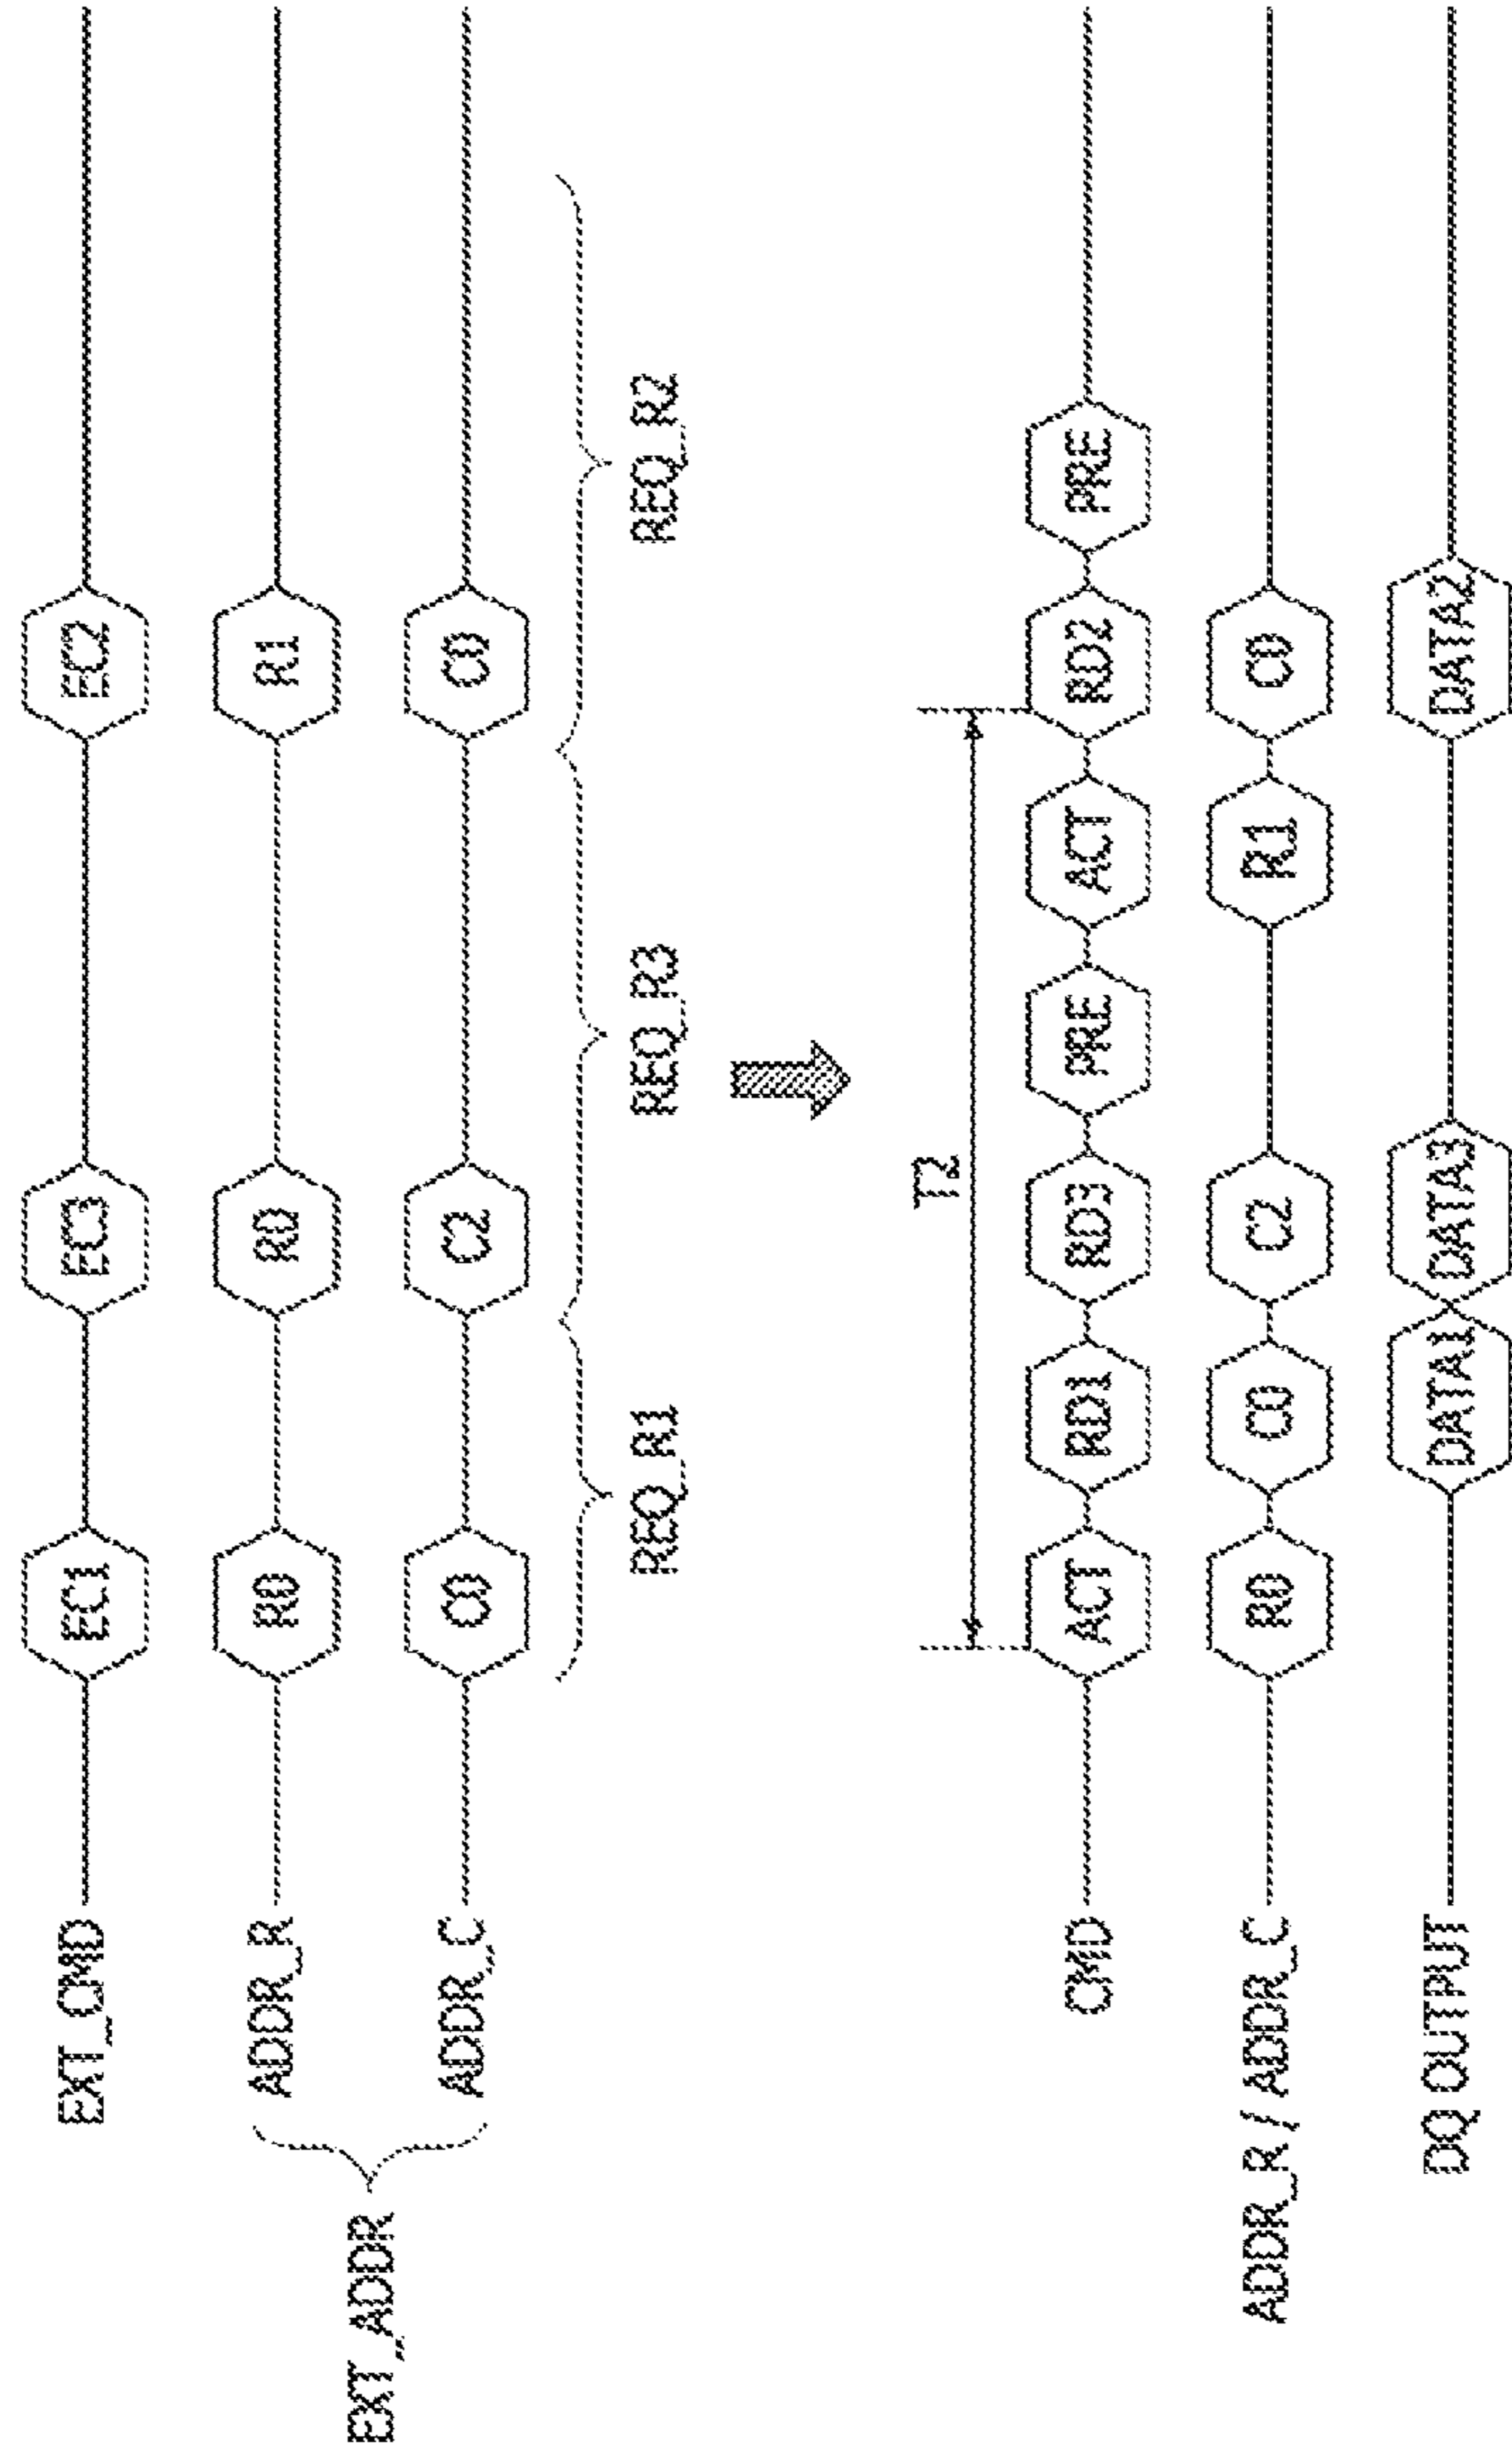 EXT_CMD EC1 EC3 EC2
EXT_ADDR
ADDR_R R0 R0 R1
ADDR_C C0 C2 C0
REQ_R1 REQ_R3 REQ_R2
T2
CMD ACT RD1 RD3 PRE ACT RD2 PRE
ADDR_R / ADDR_C R0 C0 C2 R1 C0
DQ OUTPUT DATA1 DATA3 DATA2